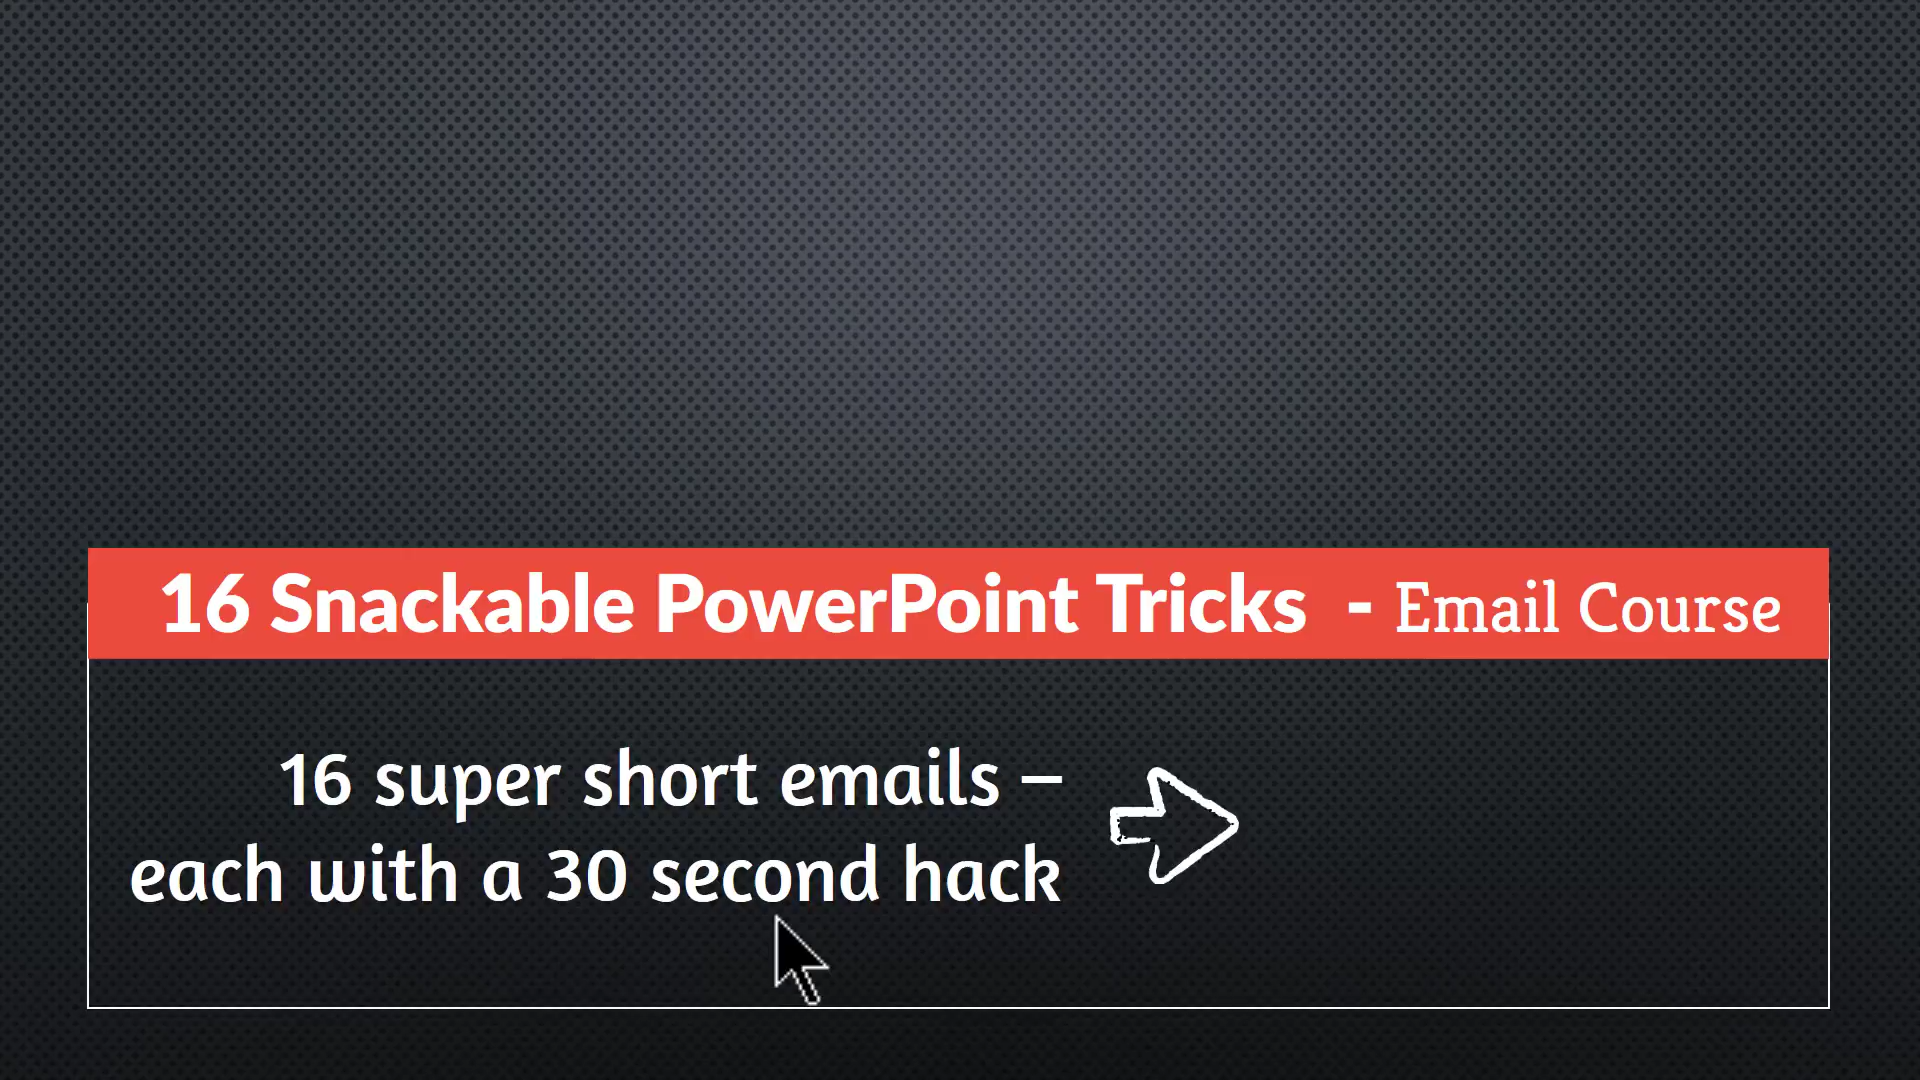 16 Snackable PowerPoint Tricks - Email Course
16 super short emails –
each with a 30 second hack